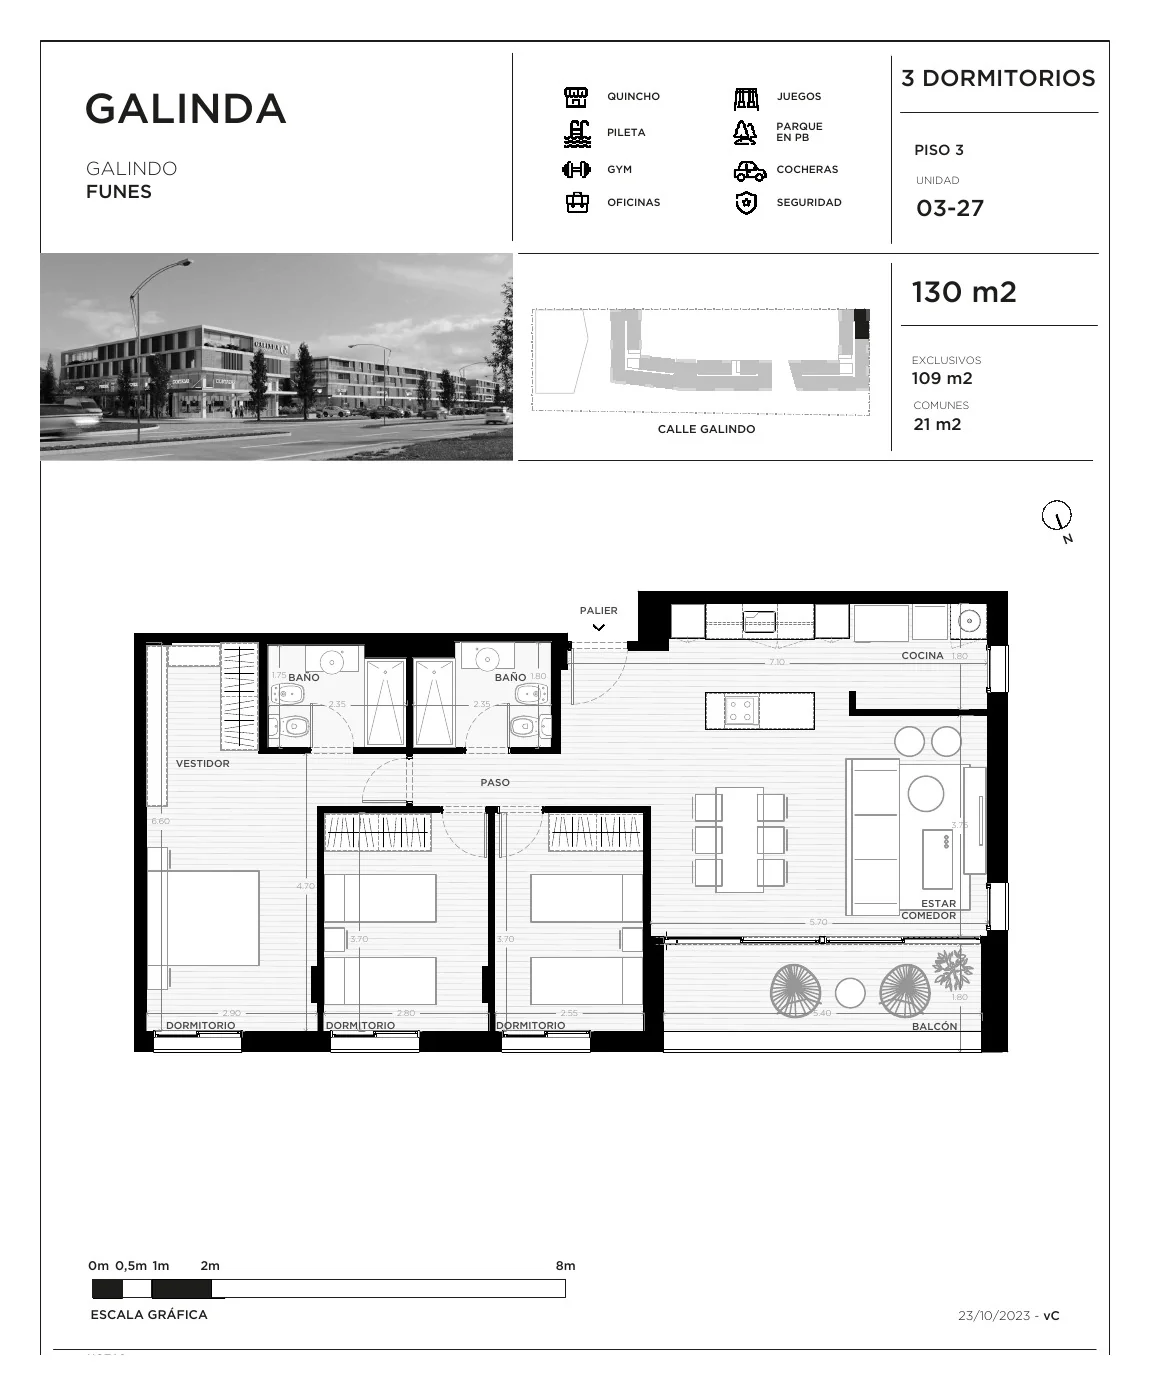 GALINDA
GALINDO
FUNES
QUINCHO
PILETA
GYM
OFICINAS
JUEGOS
PARQUE
EN PB
COCHERAS
SEGURIDAD
3 DORMITORIOS
PISO 3
UNIDAD
03-27
130 m2
EXCLUSIVOS
109 m2
COMUNES
21 m2
CALLE GALINDO
N
PALIER
COCINA
1.80
7.10
1.75
BAÑO
BAÑO
1.80
2.35
2.35
VESTIDOR
PASO
6.60
3.75
4.70
ESTAR
COMEDOR
5.70
3.70
3.70
1.80
2.90
2.80
2.55
5.40
DORMITORIO
DORMITORIO
DORMITORIO
BALCÓN
0m 0,5m 1m 2m 8m
ESCALA GRÁFICA
23/10/2023 - vC